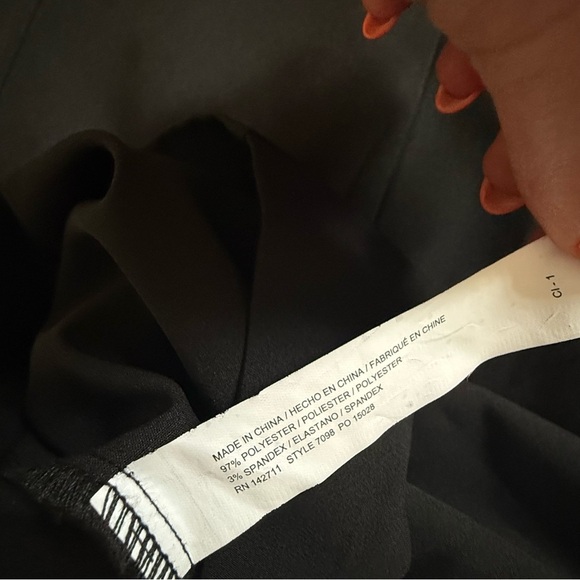 MADE IN CHINA / HECHO EN CHINA / FABRIQUÉ EN CHINE
97% POLYESTER / POLIESTER / POLYESTER
3% SPANDEX / ELASTANO / SPANDEX
RN 142711 STYLE 7098 PO 15028
CI - 1